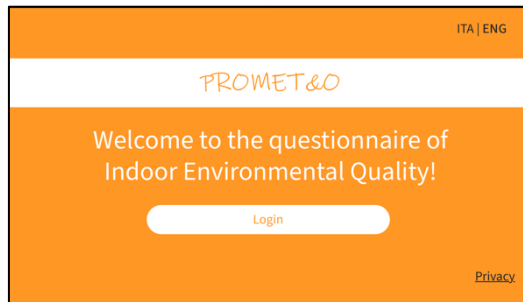 ITA | ENG
PROMET&O
Welcome to the questionnaire of
Indoor Environmental Quality!
Login
Privacy